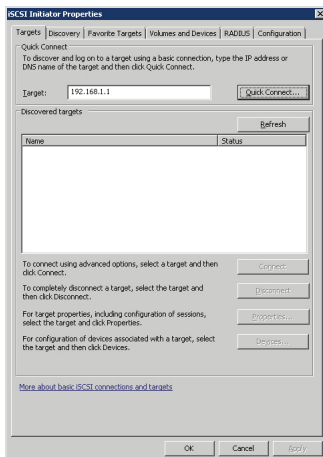 iSCSI Initiator Properties
Targets Discovery Favorite Targets Volumes and Devices RADIUS Configuration
Quick Connect
To discover and log on to a target using a basic connection, type the IP address or
DNS name of the target and then click Quick Connect.
Target: 192.168.1.1 Quick Connect...
Discovered targets
Refresh
Name Status
To connect using advanced options, select a target and then
click Connect.
Connect
To completely disconnect a target, select the target and
then click Disconnect.
Disconnect
For target properties, including configuration of sessions,
select the target and click Properties.
Properties...
For configuration of devices associated with a target, select
the target and then click Devices.
Devices...
More about basic iSCSI connections and targets
OK Cancel Apply